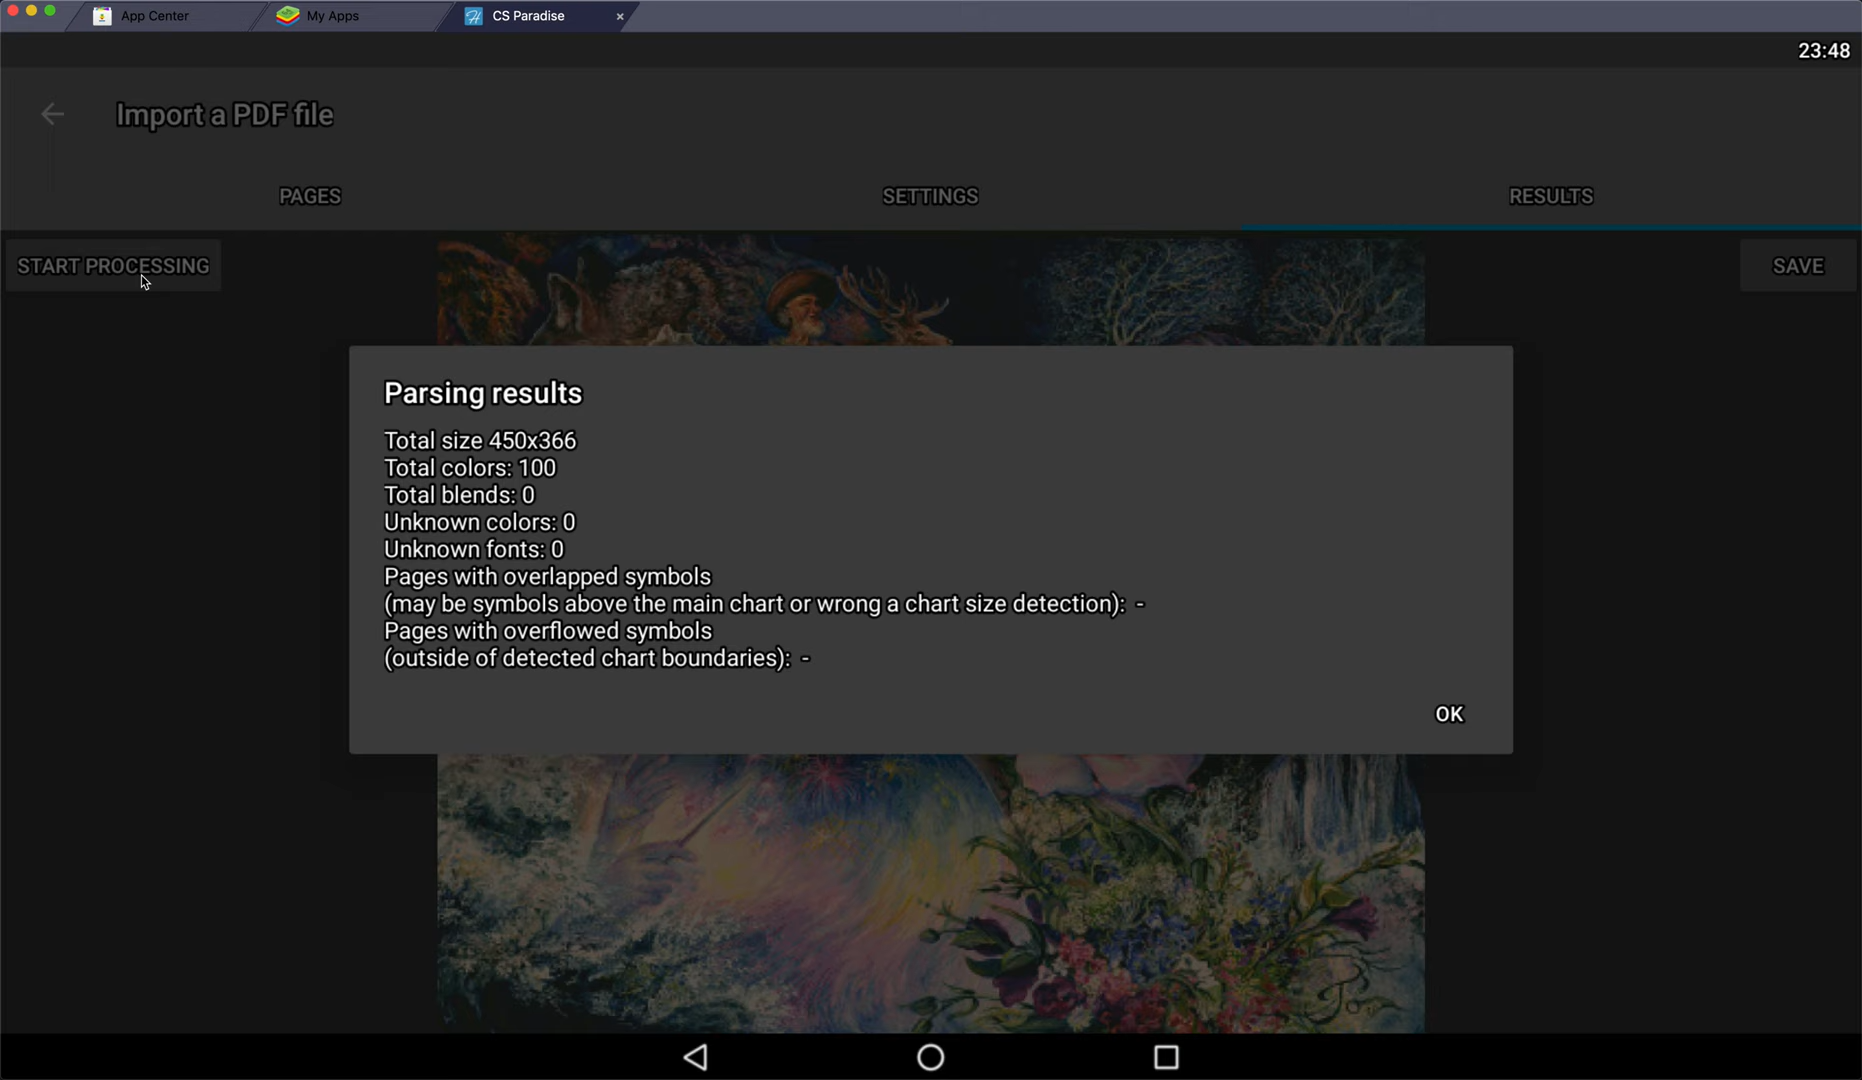 App Center
My Apps
CS Paradise
23:48
Import a PDF file
PAGES
SETTINGS
RESULTS
START PROCESSING
SAVE
Parsing results
Total size 450x366
Total colors: 100
Total blends: 0
Unknown colors: 0
Unknown fonts: 0
Pages with overlapped symbols
(may be symbols above the main chart or wrong a chart size detection): -
Pages with overflowed symbols
(outside of detected chart boundaries): -
OK